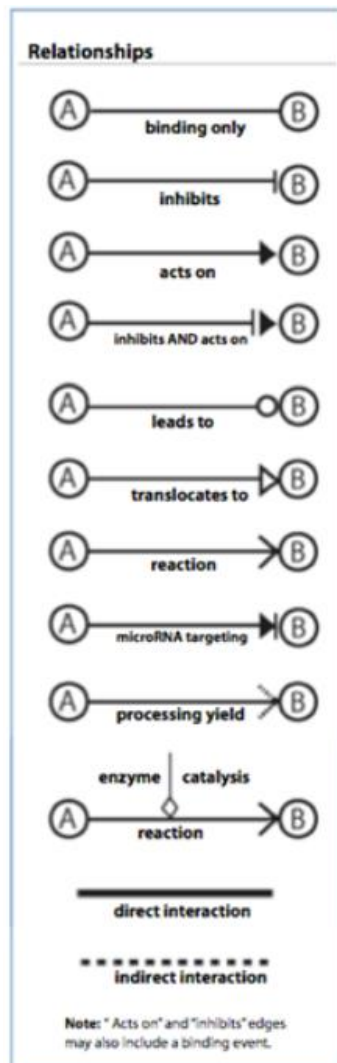 Relationships
A B
binding only
A B
inhibits
A B
acts on
A B
inhibits AND acts on
A B
leads to
A B
translocates to
A B
reaction
A B
microRNA targeting
A B
processing yield
enzyme catalysis
A B
reaction
direct interaction
indirect interaction
Note: " Acts on" and "inhibits" edges
may also include a binding event.